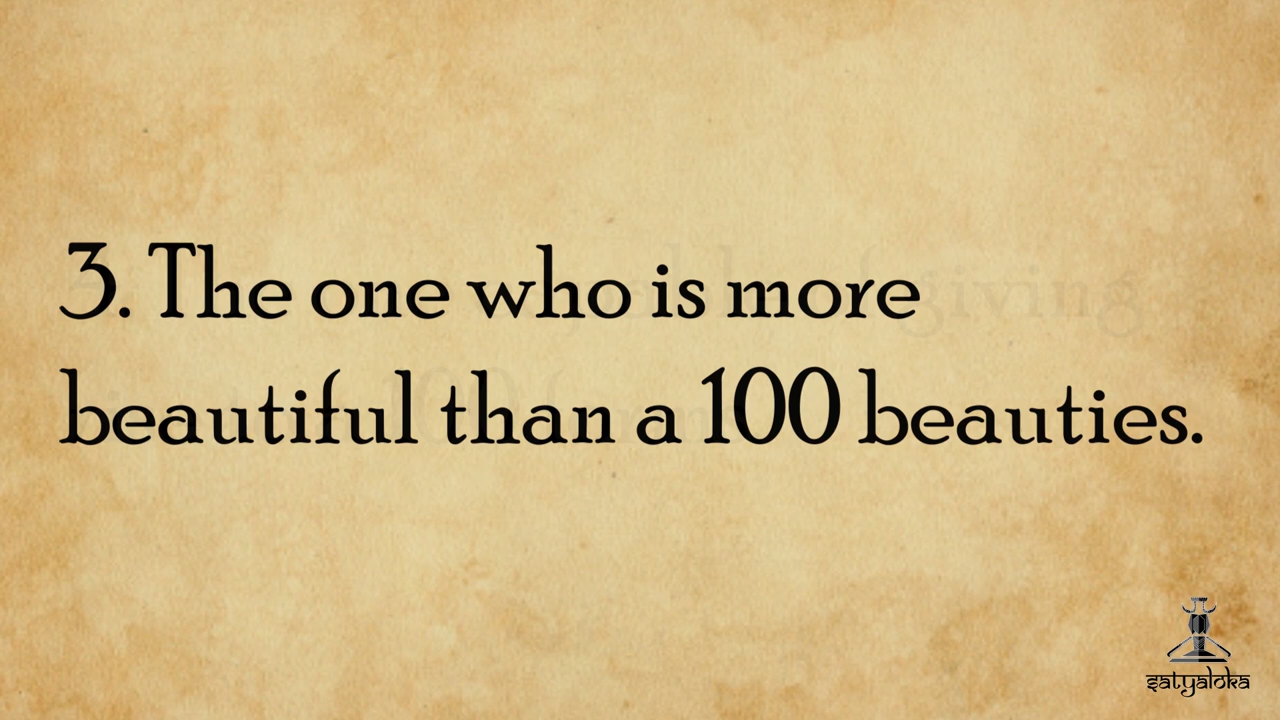 3. The one who is more
beautiful than a 100 beauties.
satyaloka